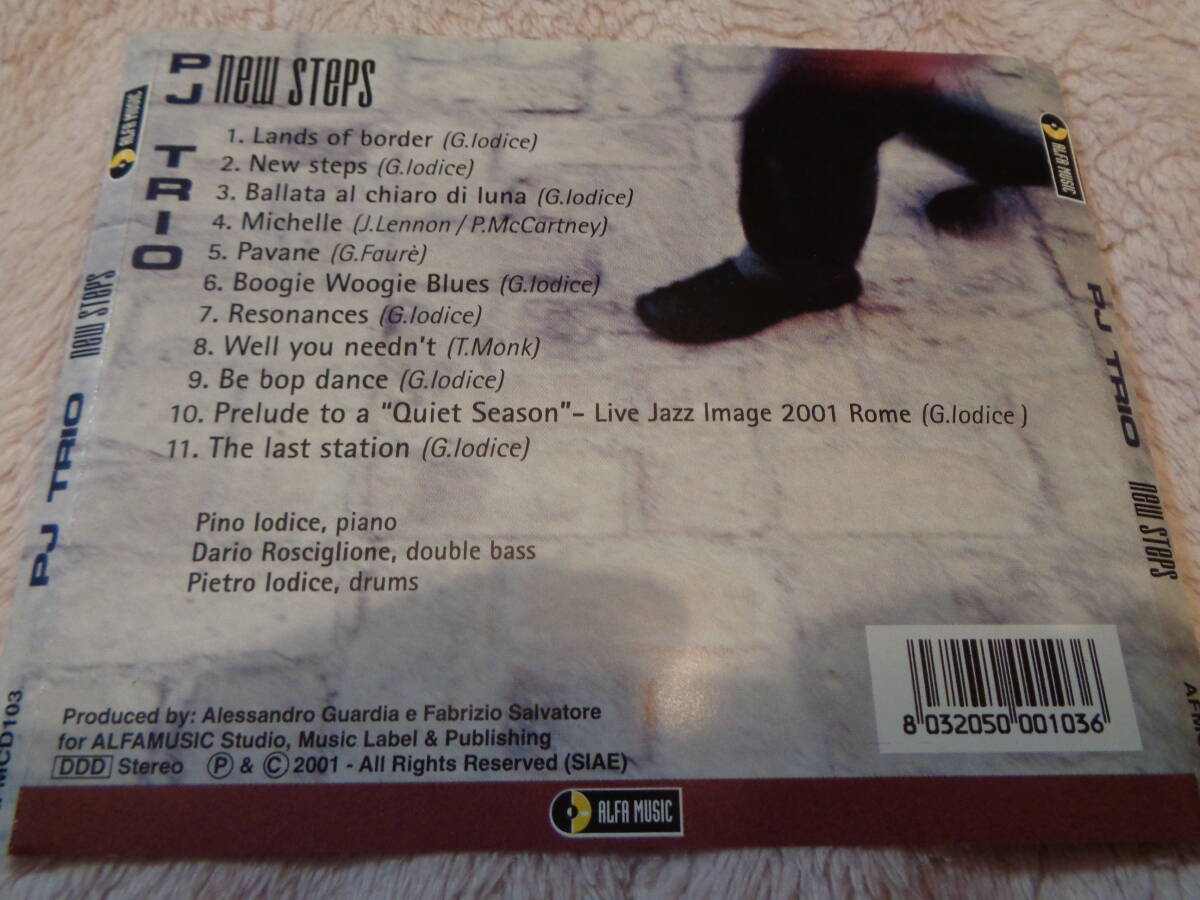 PJ TRIO
new steps
1. Lands of border (G.Iodice)
2. New steps (G.Iodice)
3. Ballata al chiaro di luna (G.Iodice)
4. Michelle (J.Lennon / P.McCartney)
5. Pavane (G.Faurè)
6. Boogie Woogie Blues (G.Iodice)
7. Resonances (G.Iodice)
8. Well you needn't (T.Monk)
9. Be bop dance (G.Iodice)
10. Prelude to a “Quiet Season”– Live Jazz Image 2001 Rome (G.Iodice )
11. The last station (G.Iodice)
Pino Iodice, piano
Dario Rosciglione, double bass
Pietro Iodice, drums
Produced by: Alessandro Guardia e Fabrizio Salvatore
for ALFAMUSIC Studio, Music Label & Publishing
DDD Stereo Ⓟ & © 2001 - All Rights Reserved (SIAE)
8 032050 001036
ALFA MUSIC
ALFA MUSIC
PJ TRIO new steps
ALFA MUSIC
PJ TRIO new steps